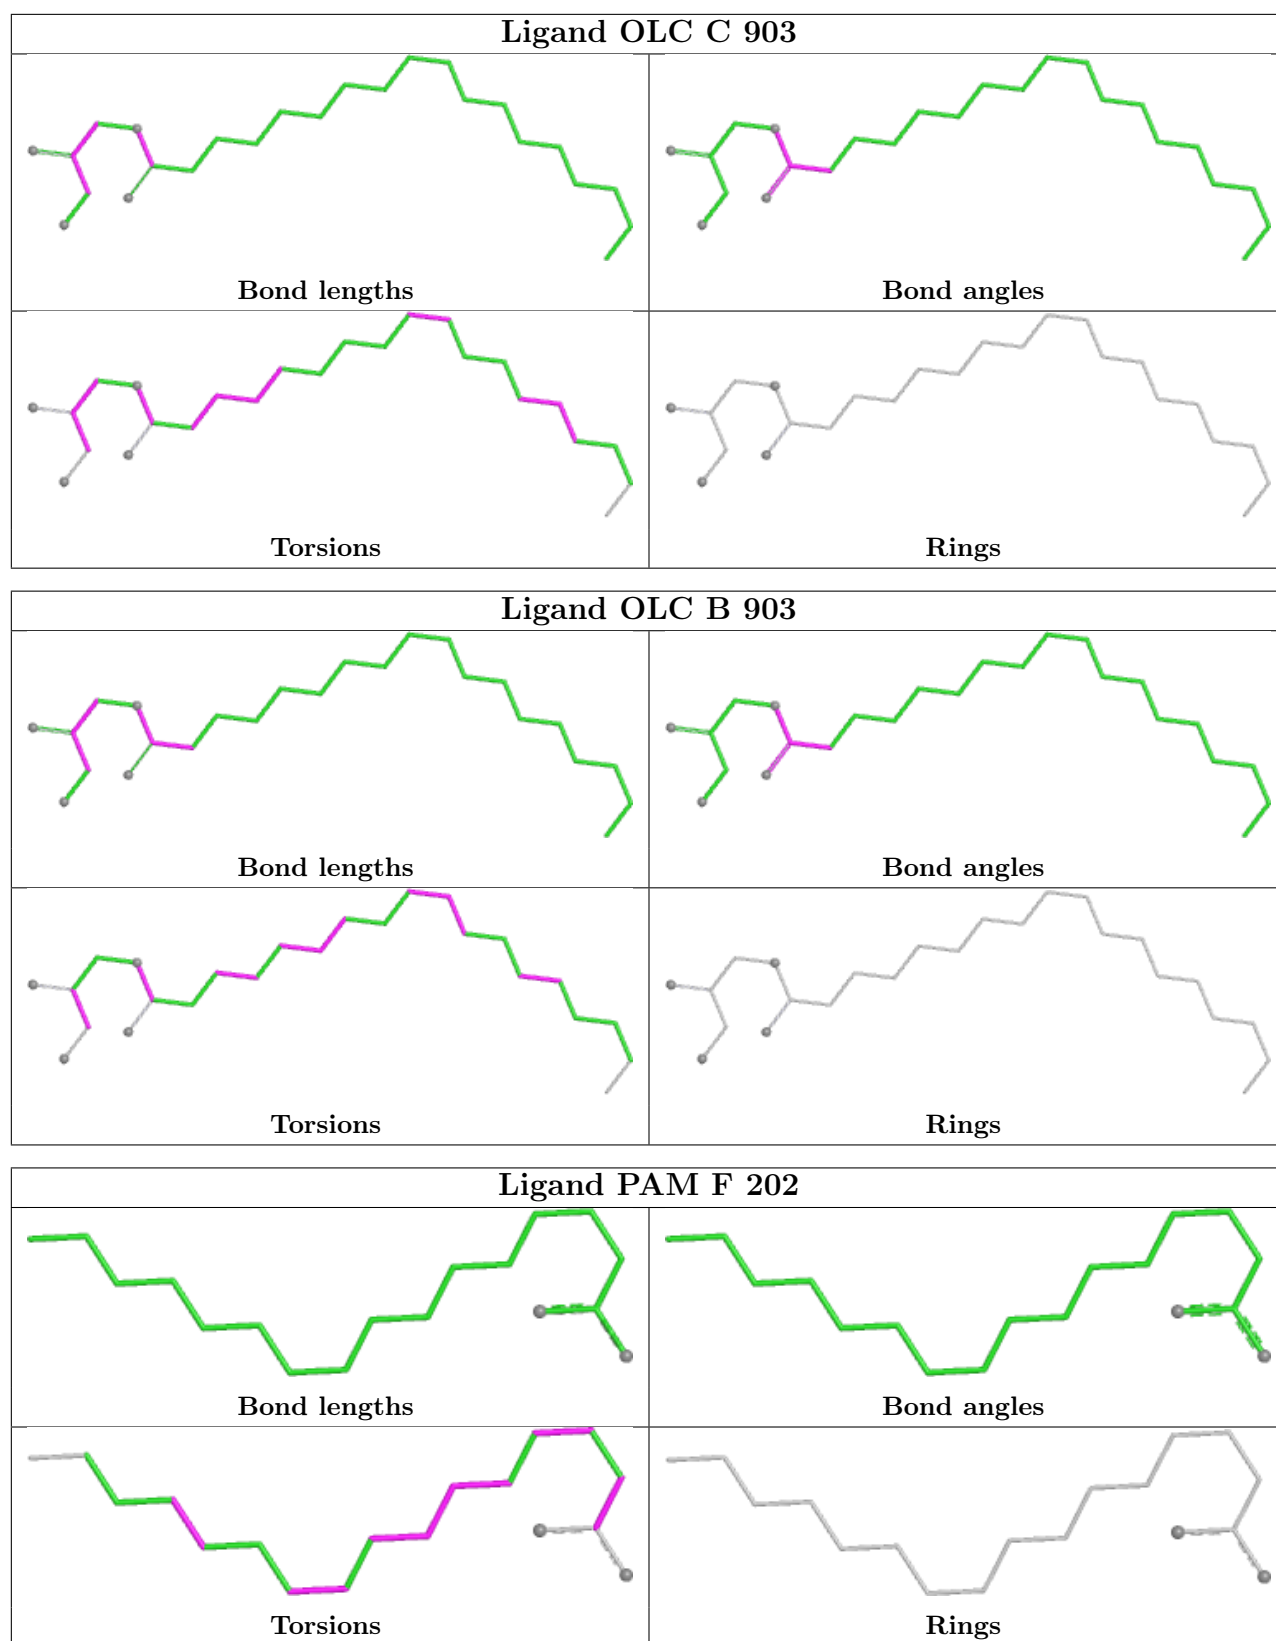 Ligand OLC C 903
Bond lengths
Bond angles
Torsions
Rings
Ligand OLC B 903
Bond lengths
Bond angles
Torsions
Rings
Ligand PAM F 202
Bond lengths
Bond angles
Torsions
Rings